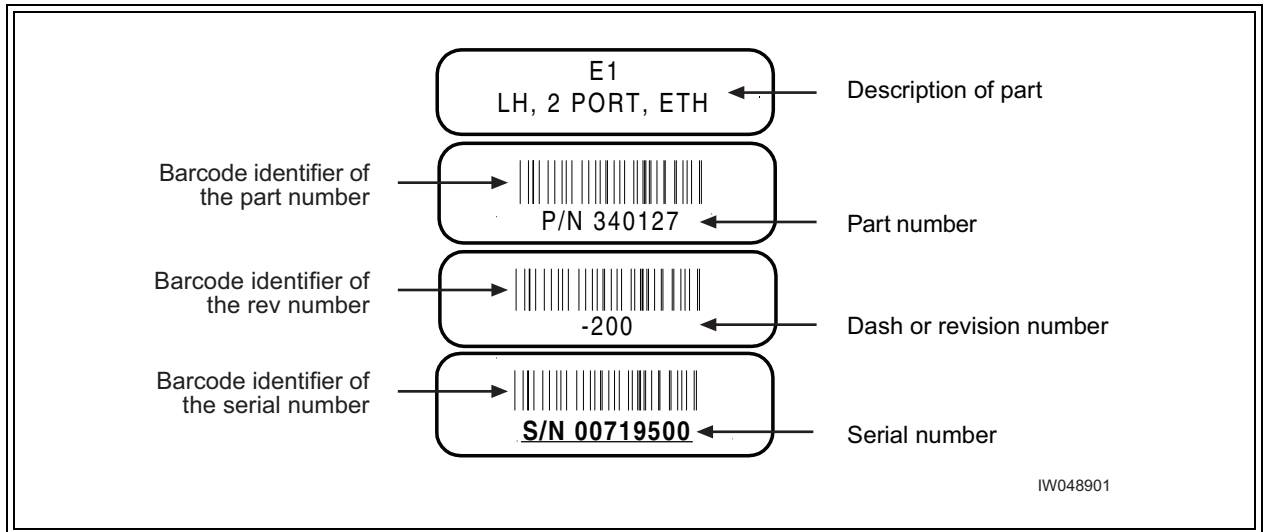 E1
LH, 2 PORT, ETH
Description of part
Barcode identifier of
the part number
P/N 340127
Part number
Barcode identifier of
the rev number
-200
Dash or revision number
Barcode identifier of
the serial number
S/N 00719500
Serial number
IW048901